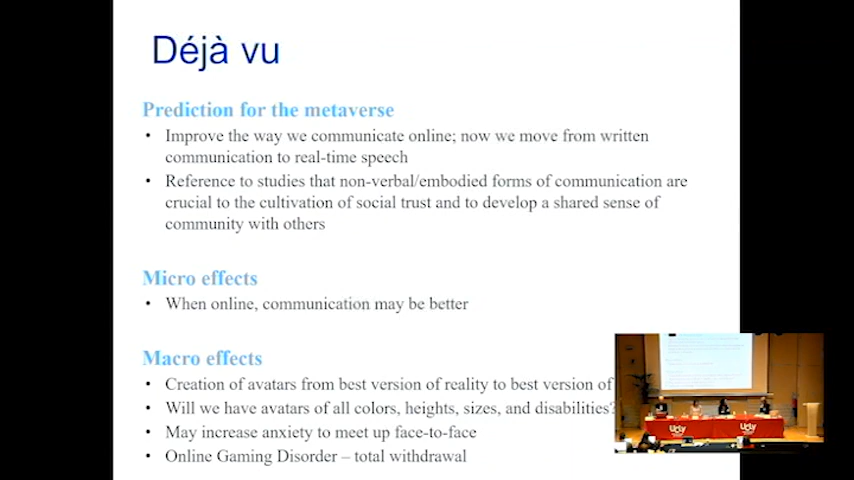 Déjà vu
Prediction for the metaverse
• Improve the way we communicate online; now we move from written
communication to real-time speech
• Reference to studies that non-verbal/embodied forms of communication are
crucial to the cultivation of social trust and to develop a shared sense of
community with others
Micro effects
• When online, communication may be better
Macro effects
• Creation of avatars from best version of reality to best version of
• Will we have avatars of all colors, heights, sizes, and disabilities?
• May increase anxiety to meet up face-to-face
• Online Gaming Disorder – total withdrawal